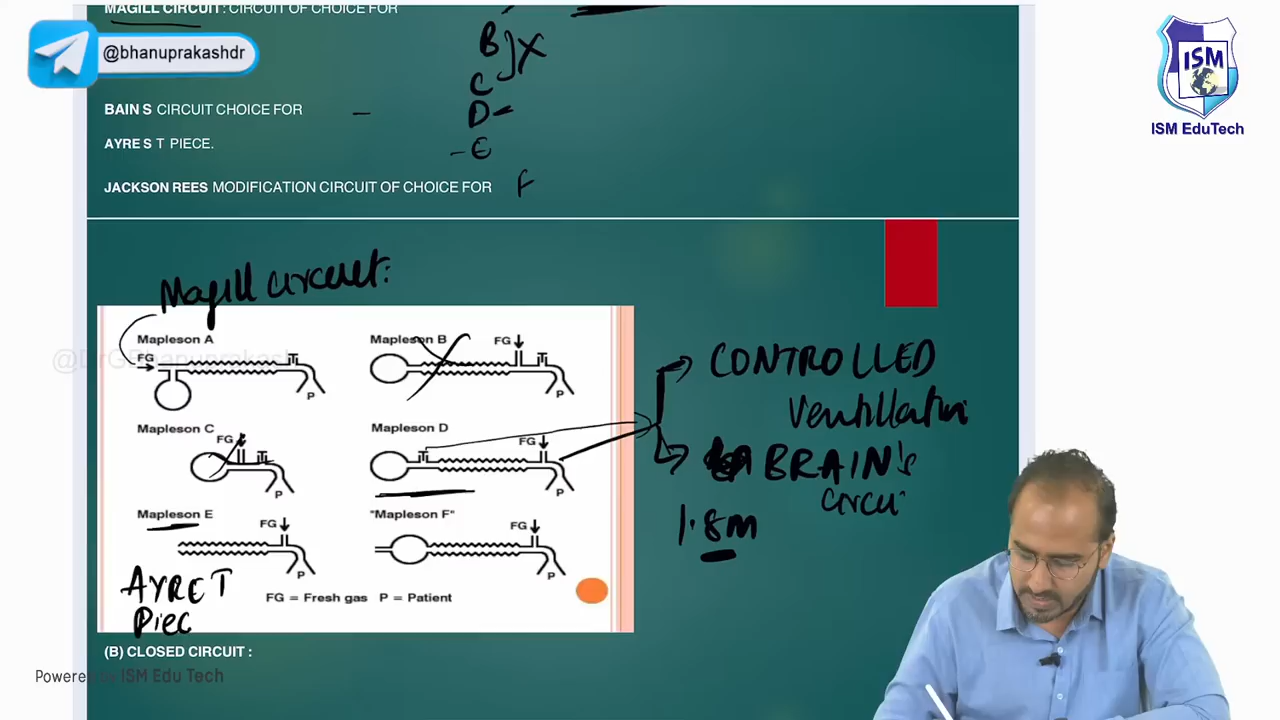 MAGILL CIRCUIT: CIRCUIT OF CHOICE FOR
@bhanuprakashdr
ISM
ISM EduTech
B
C
X
BAIN S CIRCUIT CHOICE FOR
D
AYRE S T PIECE.
E
JACKSON REES MODIFICATION CIRCUIT OF CHOICE FOR
F
Magill circuit:
Mapleson A
FG
P
Mapleson B
FG
P
Mapleson C
FG
P
Mapleson D
FG
P
Mapleson E
FG
P
"Mapleson F"
FG
P
AYRE T
Piec
FG = Fresh gas P = Patient
CONTROLLED
Ventillation
BRAIN's
circui
1.8m
(B) CLOSED CIRCUIT :
Powered by ISM Edu Tech